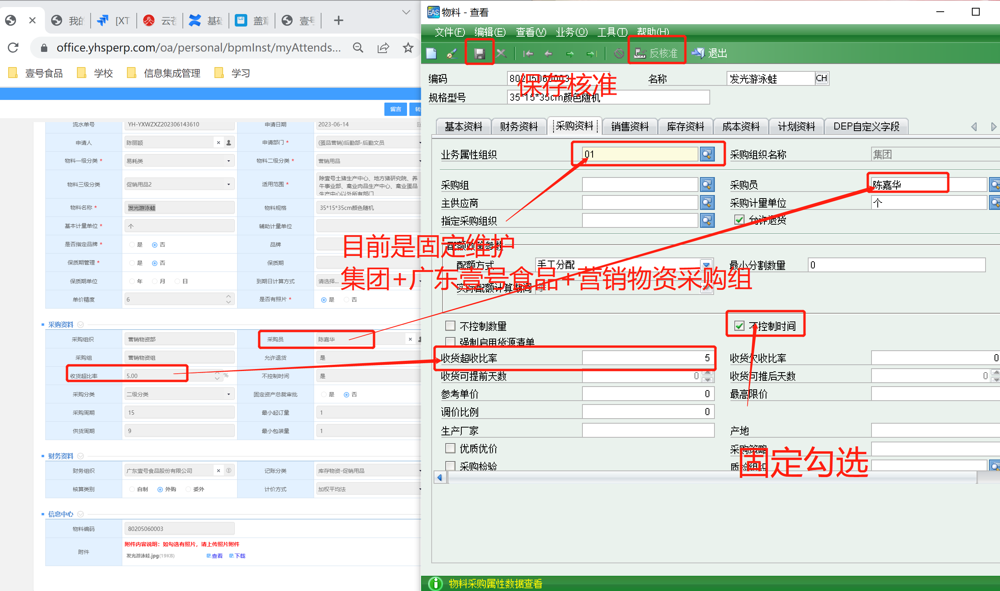 我的
[XT
云苍
基础
盖章
壹号
office.yhsperp.com/oa/personal/bpmInst/myAttends...
壹号食品
学校
信息集成管理
学习
留言
转
流水单号 YH-YXWZXZ202306143610 申请日期 2023-06-14
申请人 陈丽颖 申请部门 * (蛋品营销)后勤部-后勤文员
物料一级分类 * 易耗类 物料二级分类 * 营销用品
物料三级分类 促销用品2 适用范围 *
除壹号土猪生产中心、地方猪研究院、养
牛事业部、禽业肉品生产中心、禽业蛋品
生产中心以外所有部门
物料名称 * 发光游泳蛙 物料规格 35*15*35cm颜色随机
基本计量单位 * 个 辅助计量单位
是否指定品牌 * 是 否 品牌
保质期管理 * 是 否 保质期
保质期单位 年 月 日 到期日计算方式 请选择...
单价精度 6 是否有照片 * 是 否
采购资料
采购组织 营销物资部 采购员 陈嘉华
采购组 营销物资组 允许退货 是
收货超比率 5.00 % 不控制时间 是
采购分类 二级分类 固定资产总裁审批 是 否
采购周期 15 最小起订量 1
供货周期 9 最小包装量 1
财务资料
财务组织 广东壹号食品股份有限公司 记账分类 库存物资-促销用品
核算类别 自制 外购 委外 计价方式 加权平均法
信息中心
物料编码 80205060003
附件
附件内容说明：如勾选有照片，请上传照片附件
发光游泳蛙.jpg(19KB) 查看 下载
EAS 物料 - 查看
文件(F) 编辑(E) 查看(V) 业务(O) 工具(T) 帮助(H)
反核准 退出
编码 80205060003 名称 发光游泳蛙 CH
保存核准
规格型号 35*15*35cm颜色随机
基本资料 财务资料 采购资料 销售资料 库存资料 成本资料 计划资料 DEP自定义字段
业务属性组织 01 采购组织名称 集团
采购组 采购员 陈嘉华
主供应商 采购计量单位 个
指定采购组织 允许退货
目前是固定维护
集团+广东壹号食品+营销物资采购组
配额政策参数
配额方式 手工分配 最小分割数量 0
实际配额计算期间 年
不控制数量 不控制时间
强制启用货源清单
收货超收比率 5 收货欠收比率 0
收货可提前天数 0 收货可推后天数 0
参考单价 0 最高限价
调价比例 0
生产厂家 产地
优质优价 采购策略
固定勾选
采购检验 质检组织
物料采购属性数据查看